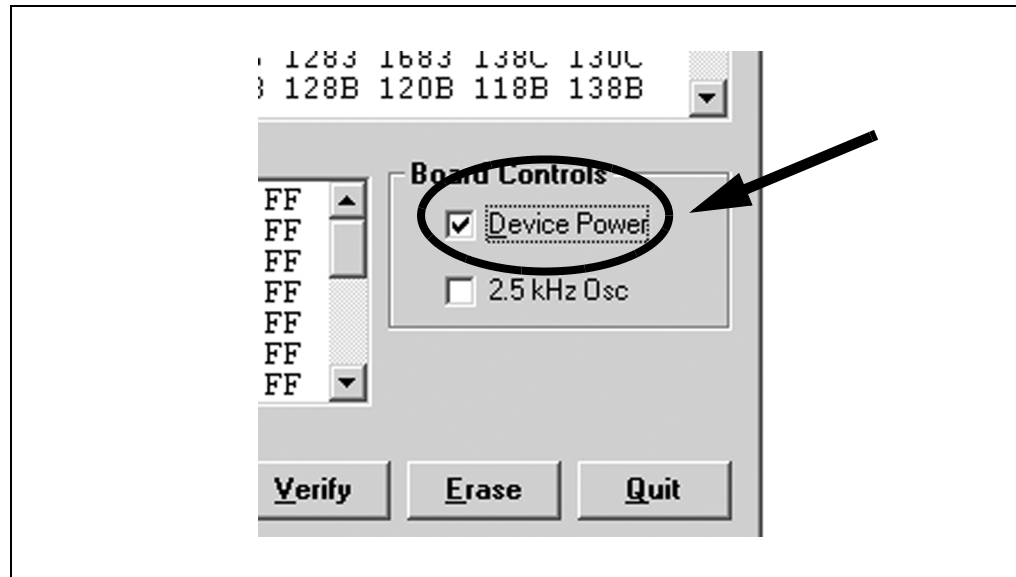 1283 1683 138C 130C
128B 120B 118B 138B
Board Controls
FF
Device Power
FF
FF
2.5 kHz Osc
FF
FF
FF
FF
Verify Erase Quit